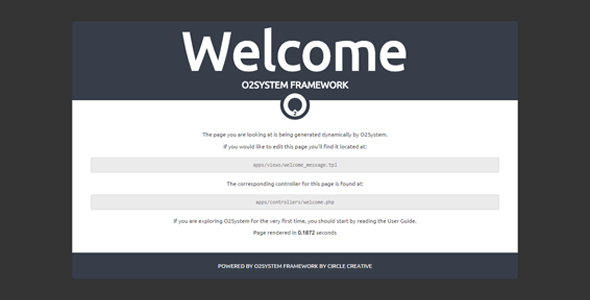 Welcome
O2SYSTEM FRAMEWORK
The page you are looking at is being generated dynamically by O2System.
If you would like to edit this page you'll find it located at:
apps/views/welcome_message.tpl
The corresponding controller for this page is found at:
apps/controllers/welcome.php
If you are exploring O2System for the very first time, you should start by reading the User Guide.
Page rendered in 0.1872 seconds
POWERED BY O2SYSTEM FRAMEWORK BY CIRCLE CREATIVE